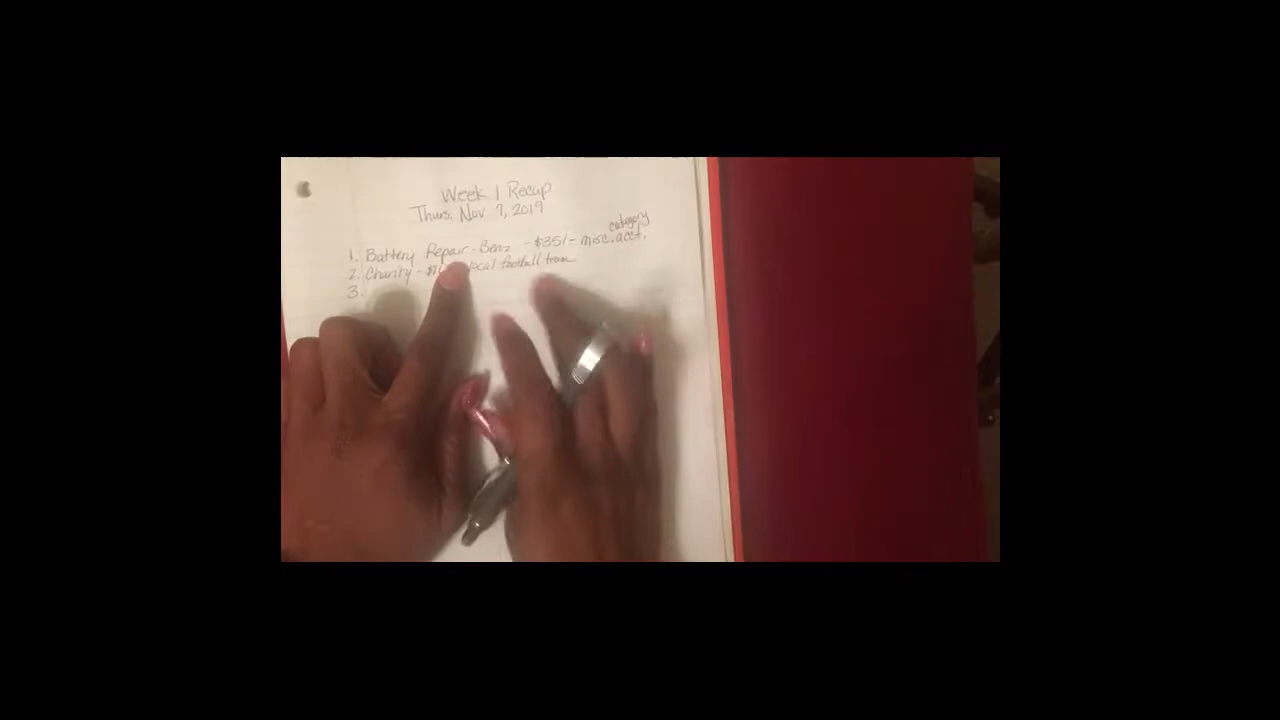 Week 1 Recap
Thurs. Nov 7, 2019
category
1. Battery Repair - Benz - $351 - misc. acct.
2. Charity - local football team
3.